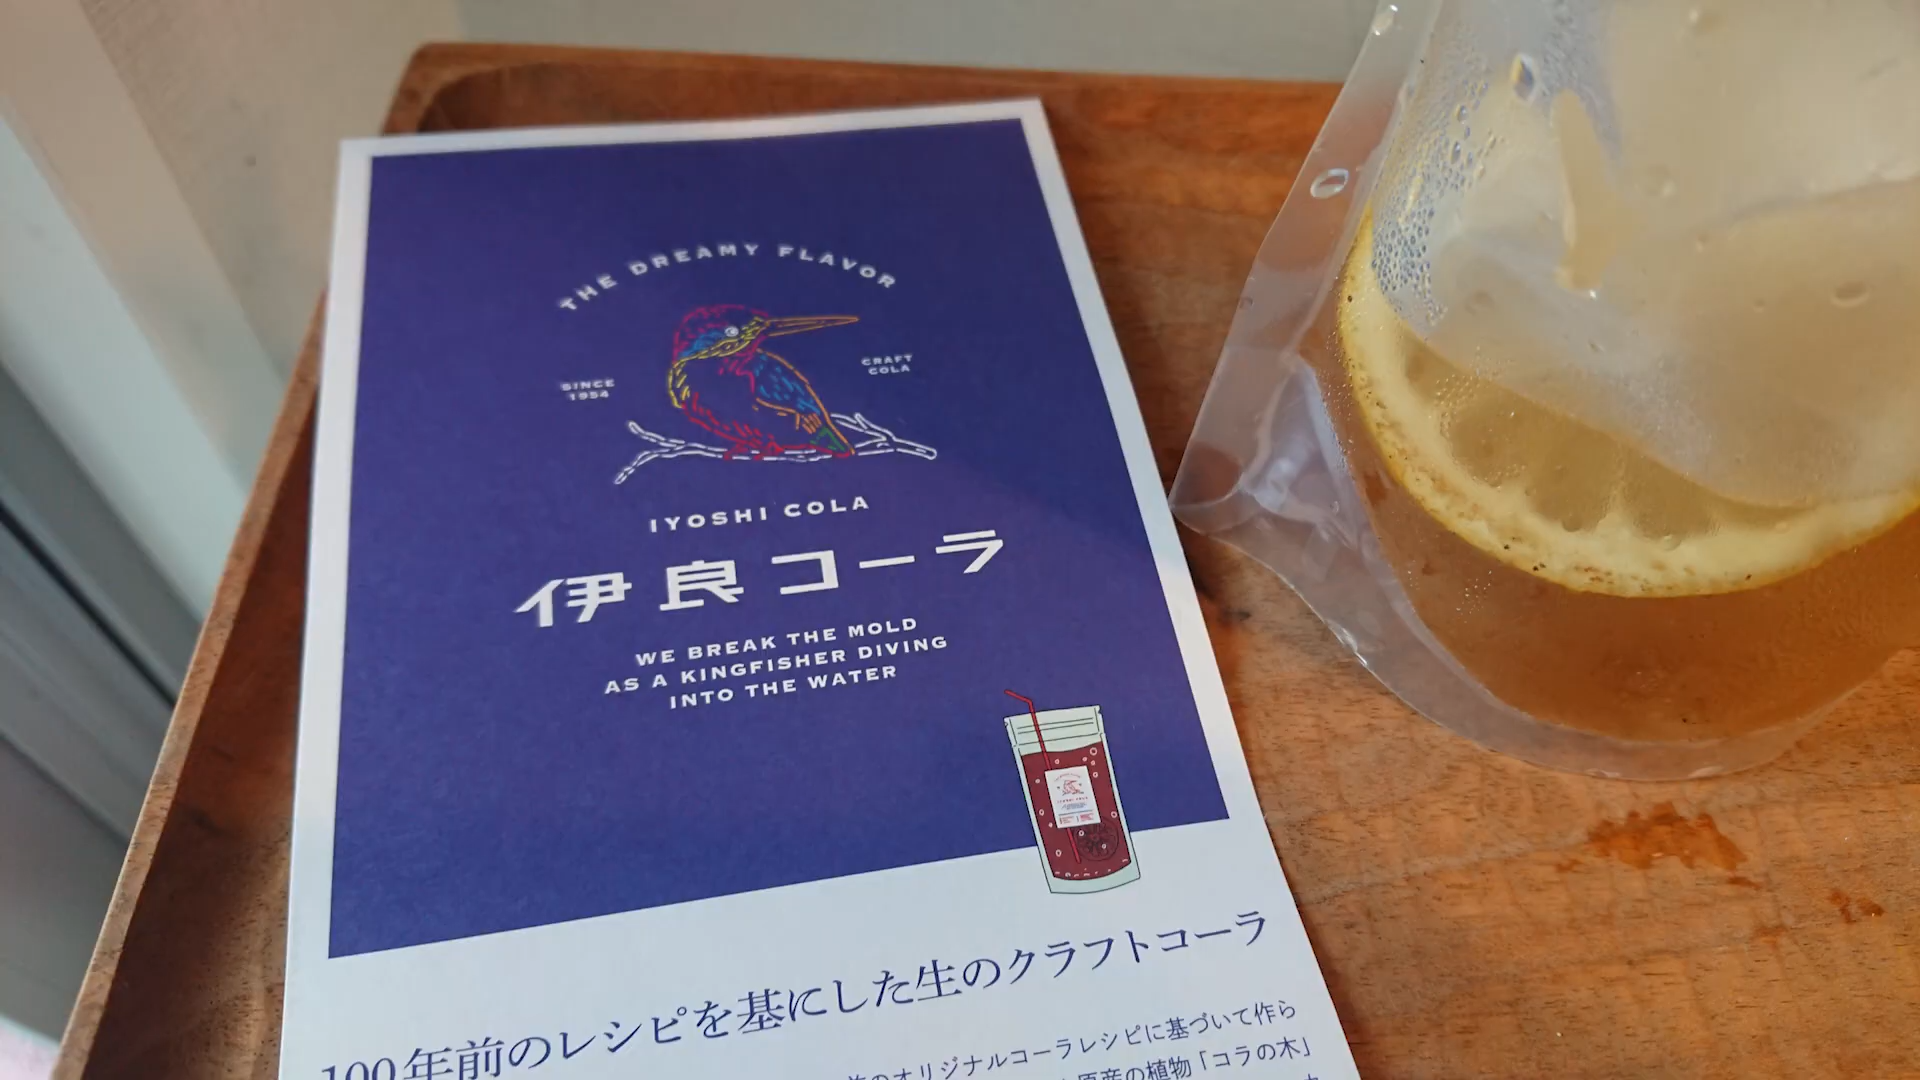 THE DREAMY FLAVOR
SINCE
1954
CRAFT
COLA
IYOSHI COLA
伊良コーラ
WE BREAK THE MOLD
AS A KINGFISHER DIVING
INTO THE WATER
100年前のレシピを基にした生のクラフトコーラ
のオリジナルコーラレシピに基づいて作ら
原産の植物「コラの木」